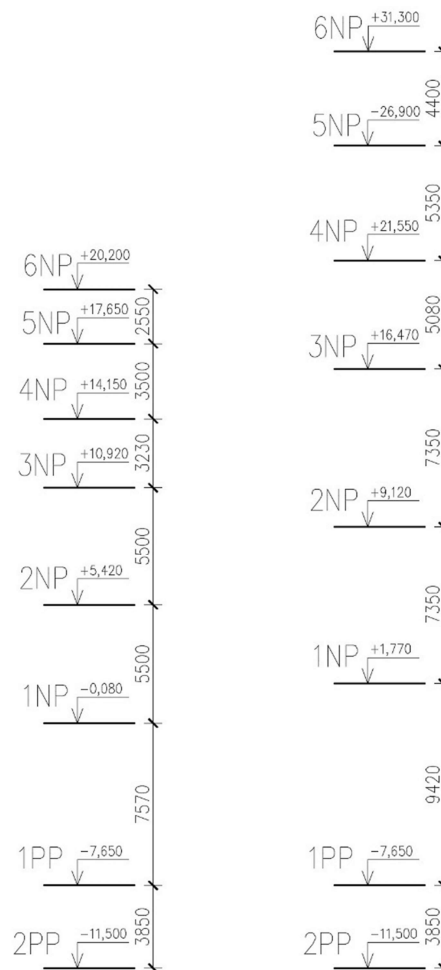 6NP +20,200
2550
5NP +17,650
3500
4NP +14,150
3230
3NP +10,920
5500
2NP +5,420
5500
1NP -0,080
7570
1PP -7,650
3850
2PP -11,500
6NP +31,300
4400
5NP -26,900
5350
4NP +21,550
5080
3NP +16,470
7350
2NP +9,120
7350
1NP +1,770
9420
1PP -7,650
3850
2PP -11,500